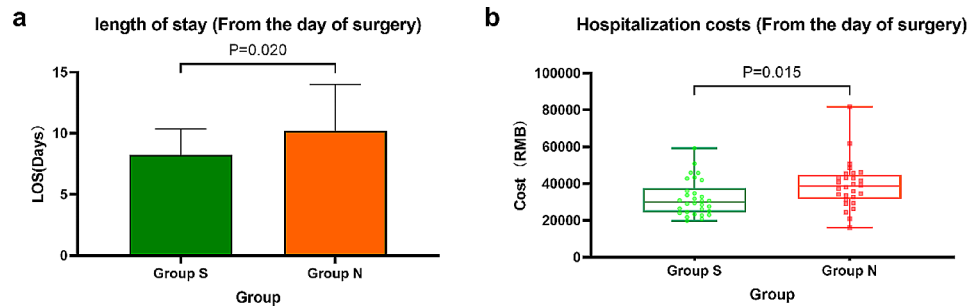 a
length of stay (From the day of surgery)
P=0.020
15
10
5
0
LOS(Days）
Group S
Group N
Group
b
Hospitalization costs (From the day of surgery)
P=0.015
100000
80000
60000
40000
20000
0
Cost（RMB）
Group S
Group N
Group